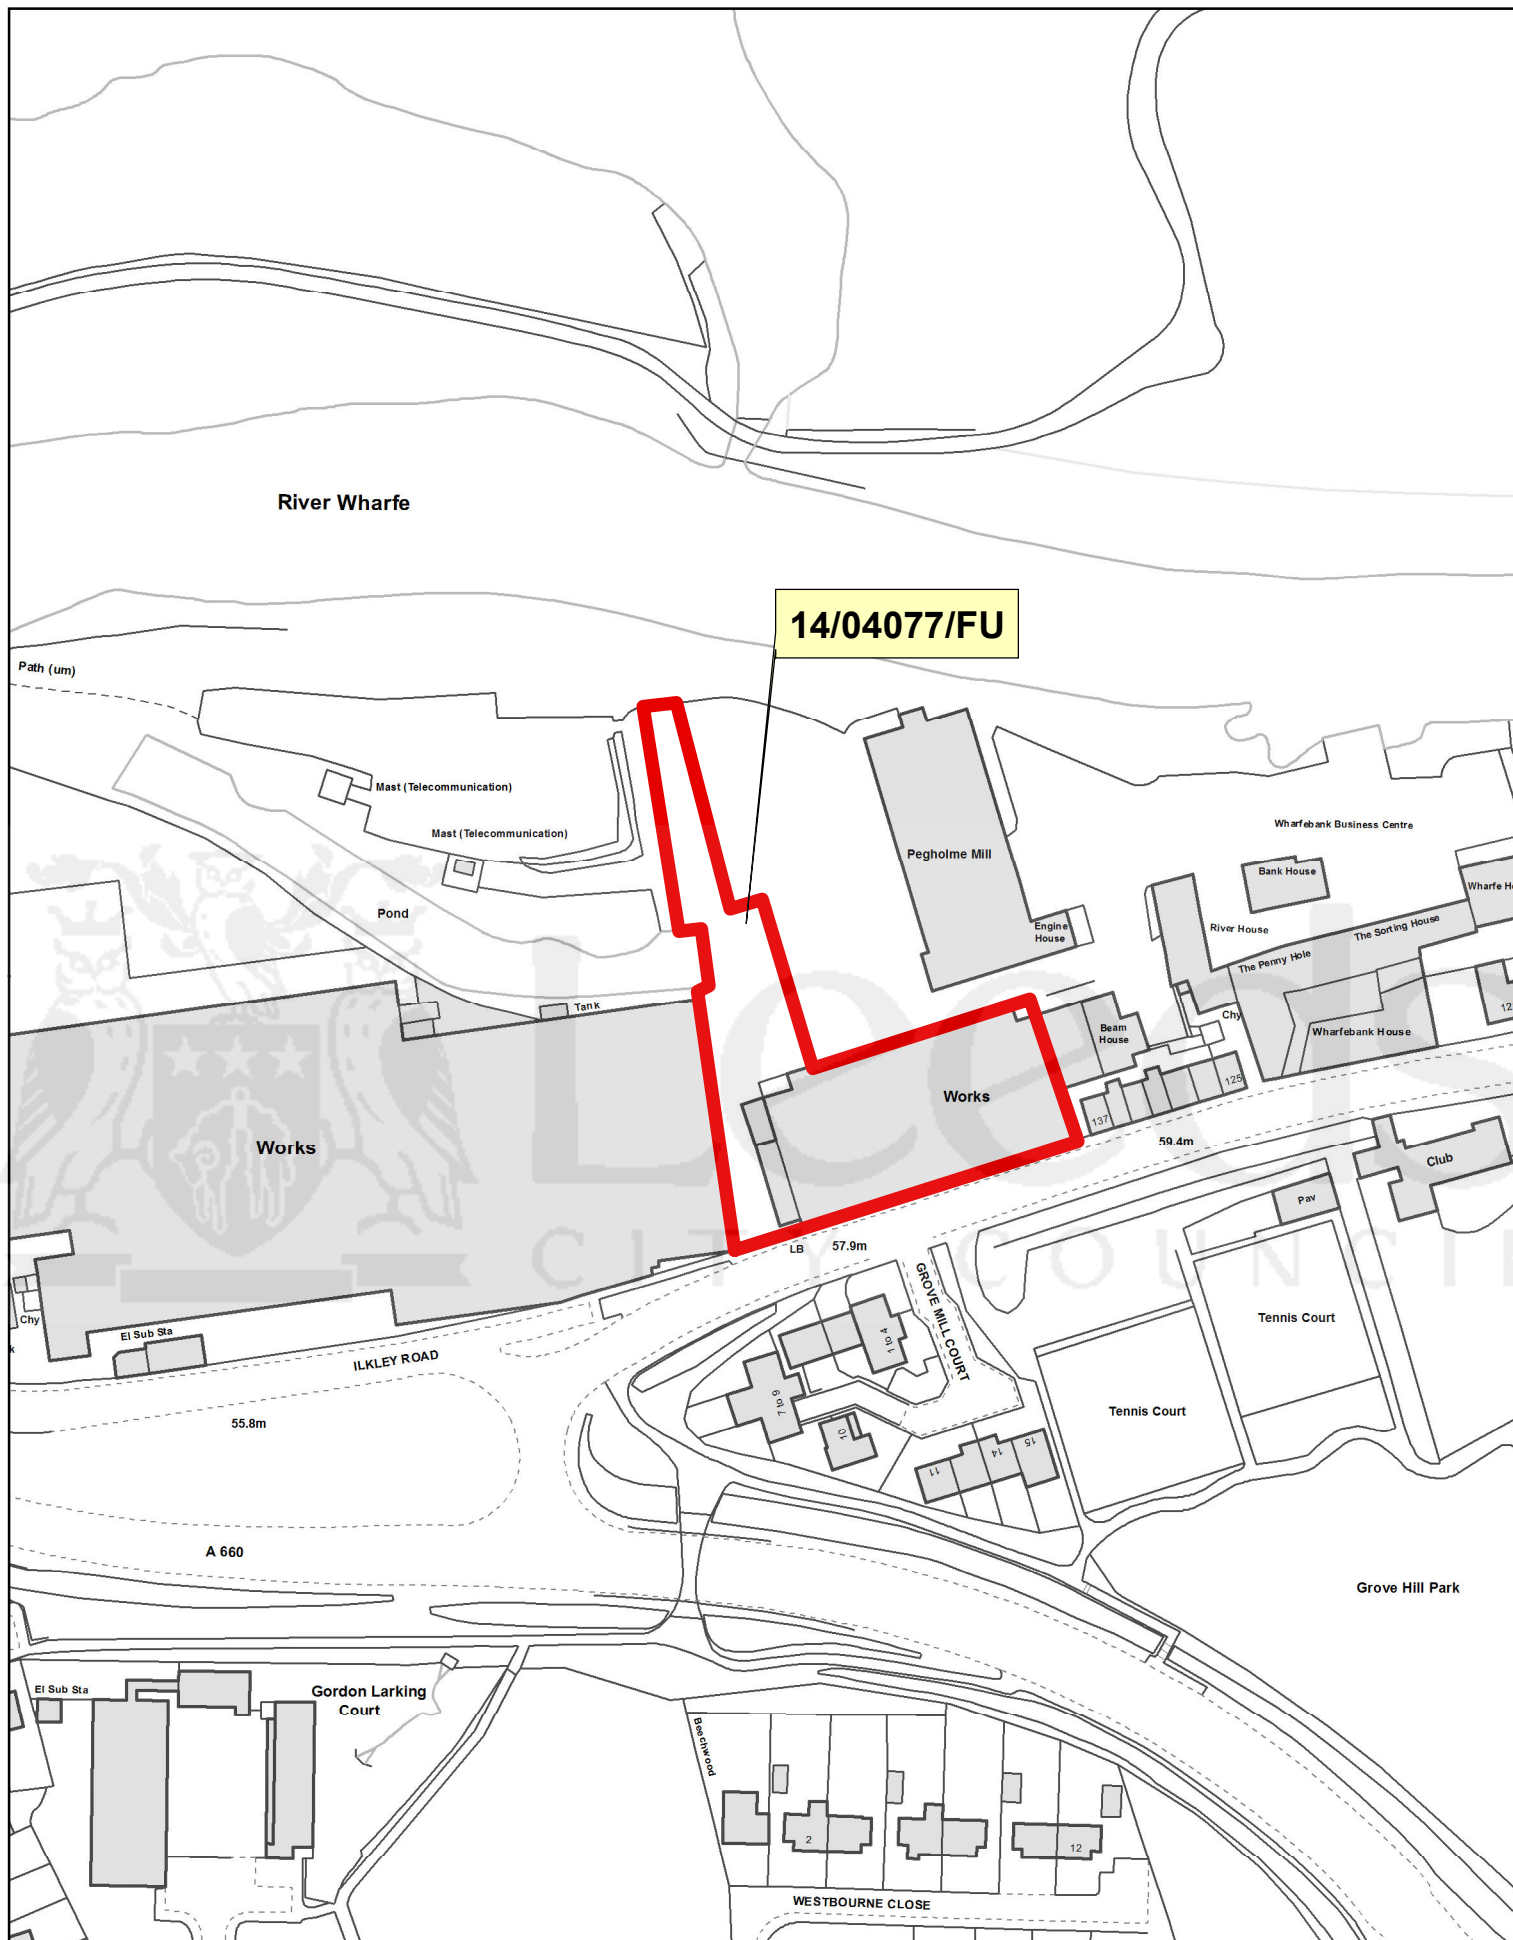 River Wharfe
14/04077/FU
Path (um)
Mast (Telecommunication)
Mast (Telecommunication)
Pond
Tank
Pegholme Mill
Engine
House
Wharfebank Business Centre
Bank House
River House
The Sorting House
The Penny Hole
Wharfebank House
Chy
Beam
House
Works
Works
125
137
59.4m
Club
Pav
LB
57.9m
GROVE MILL COURT
1 to 4
7 to 9
10
11
14
15
Tennis Court
Tennis Court
Chy
El Sub Sta
ILKLEY ROAD
55.8m
A 660
Grove Hill Park
El Sub Sta
Gordon Larking
Court
Beechwood
2
12
WESTBOURNE CLOSE
Leeds
CITY COUNCI